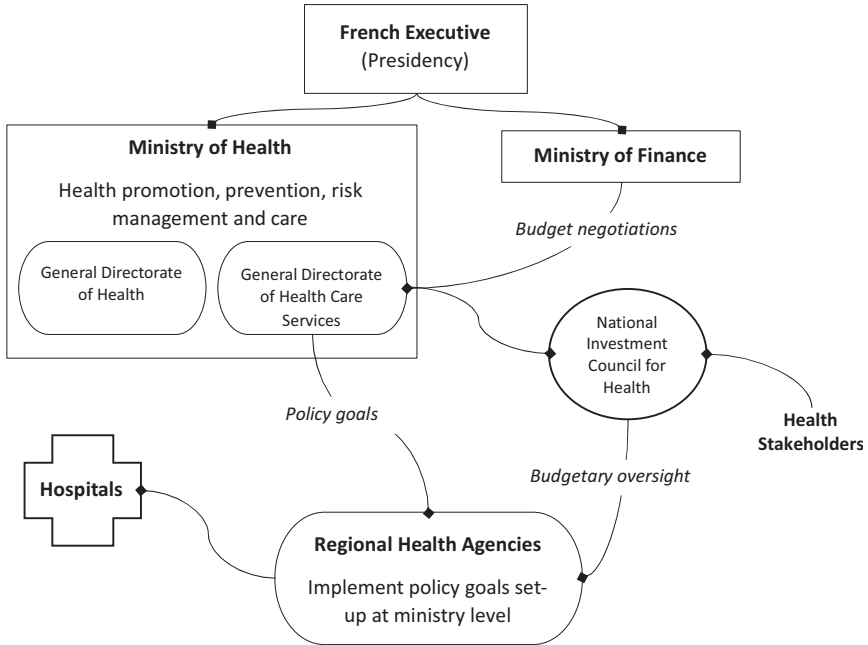 French Executive
(Presidency)
Ministry of Health
Health promotion, prevention, risk
management and care
General Directorate
of Health
General Directorate
of Health Care
Services
Ministry of Finance
Budget negotiations
National
Investment
Council for
Health
Health
Stakeholders
Policy goals
Budgetary oversight
Hospitals
Regional Health Agencies
Implement policy goals set-
up at ministry level